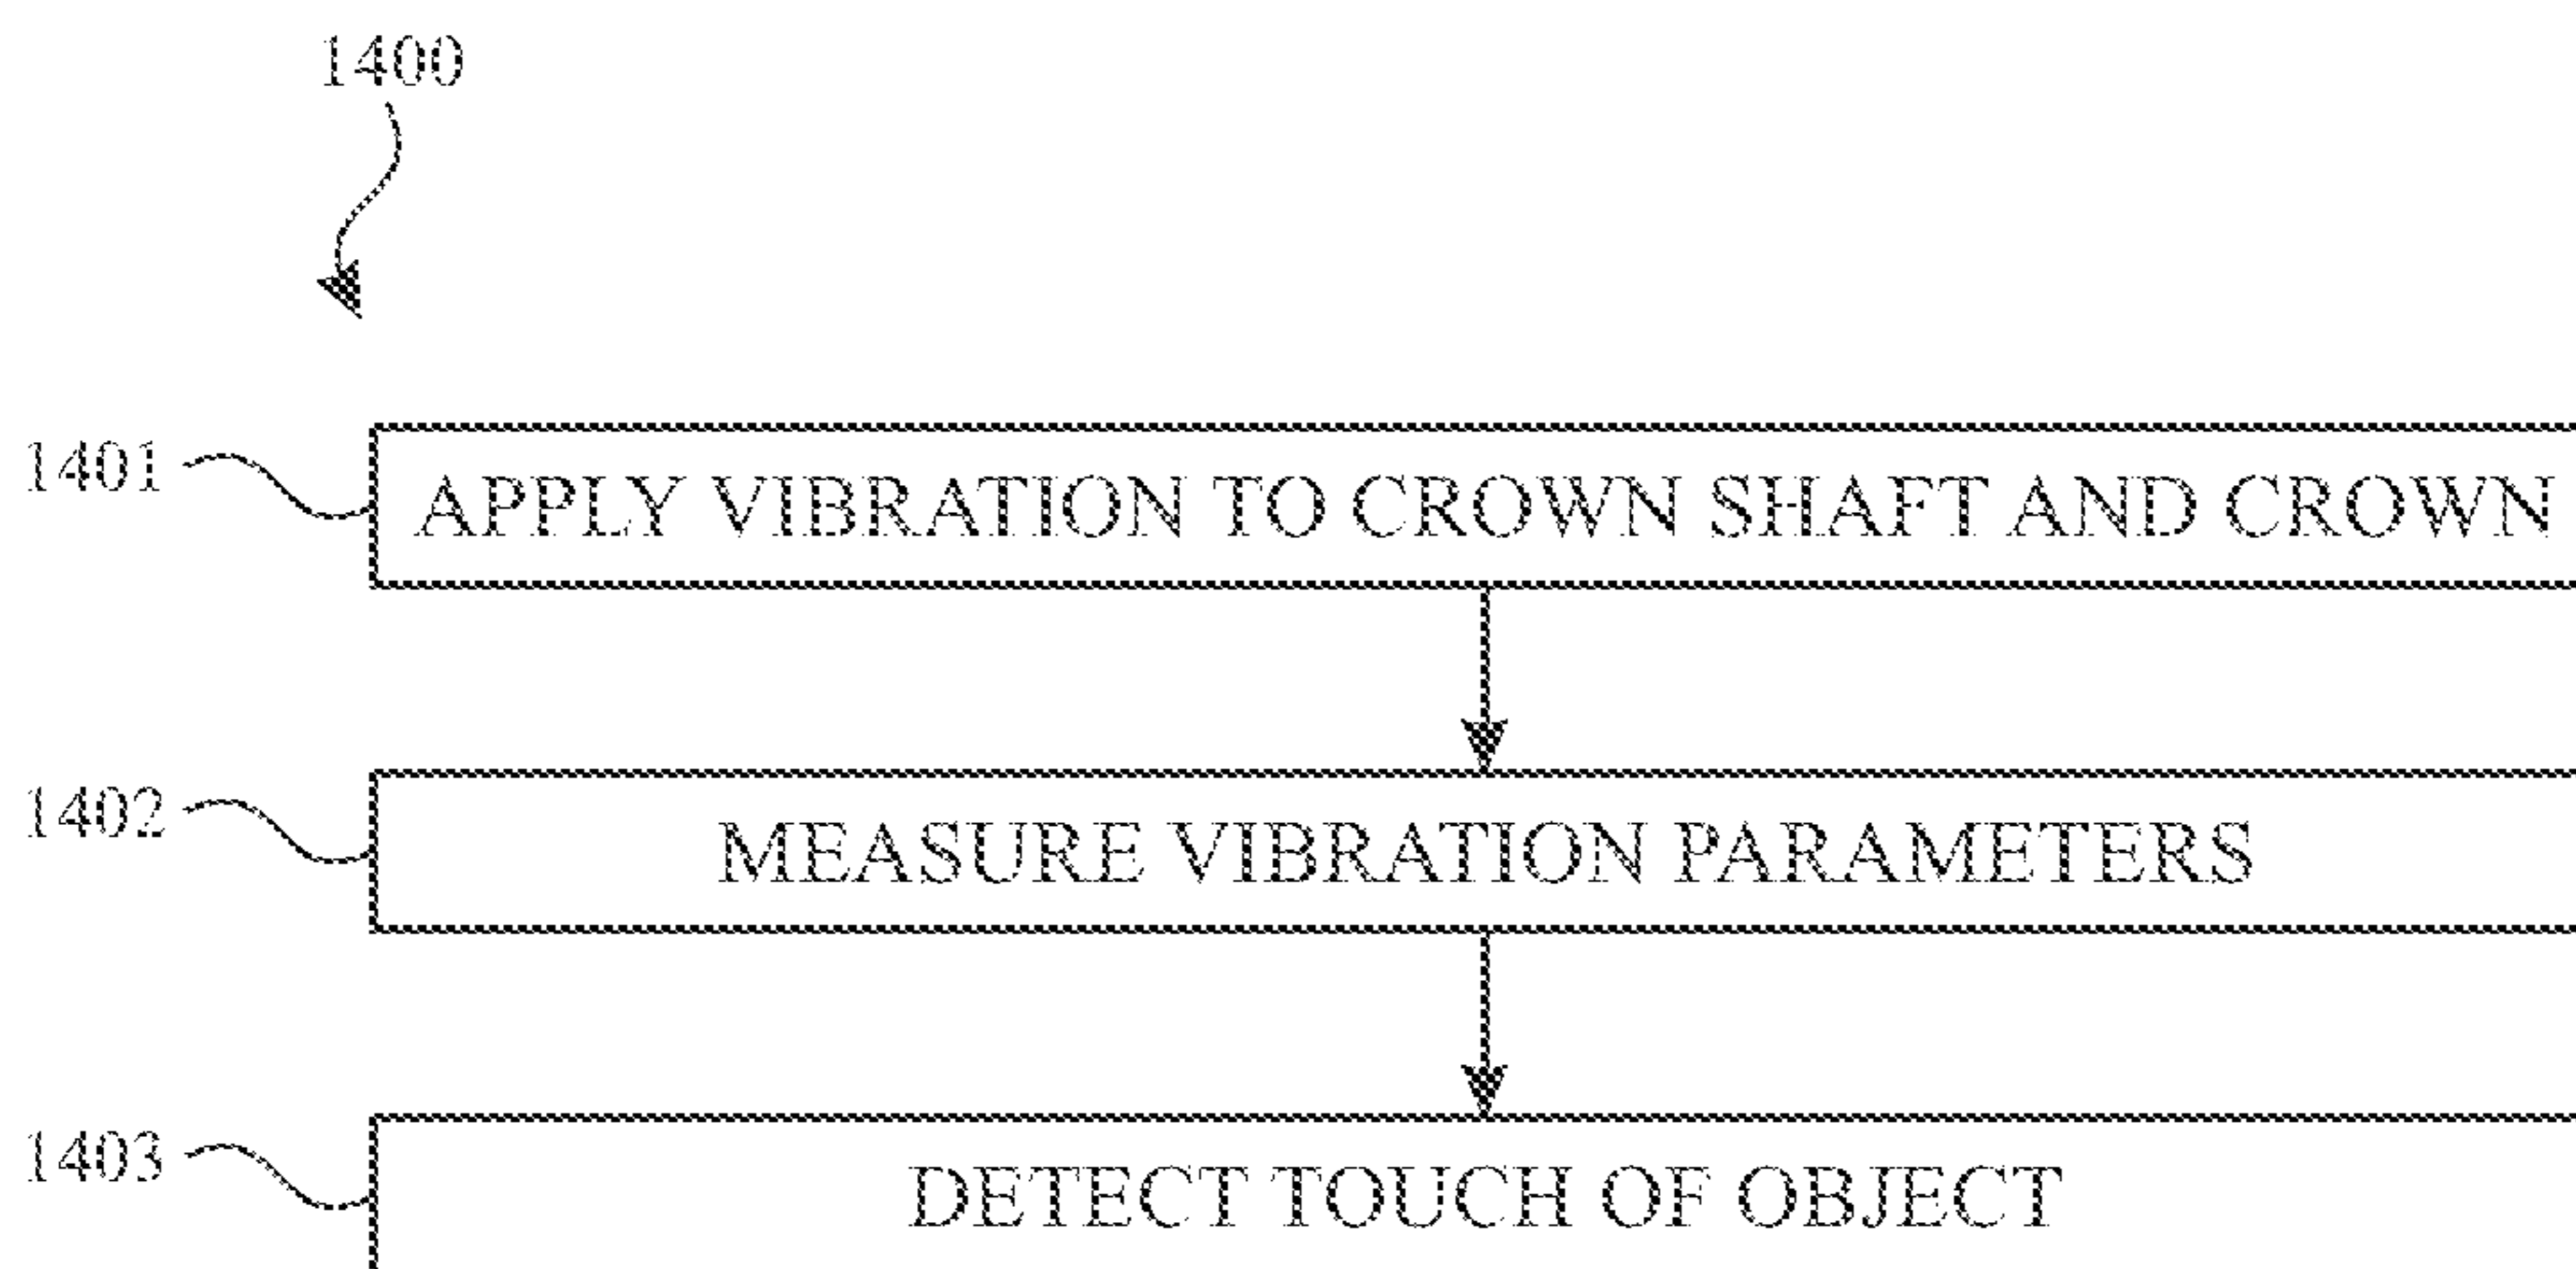 1400
1401 APPLY VIBRATION TO CROWN SHAFT AND CROWN
1402 MEASURE VIBRATION PARAMETERS
1403 DETECT TOUCH OF OBJECT